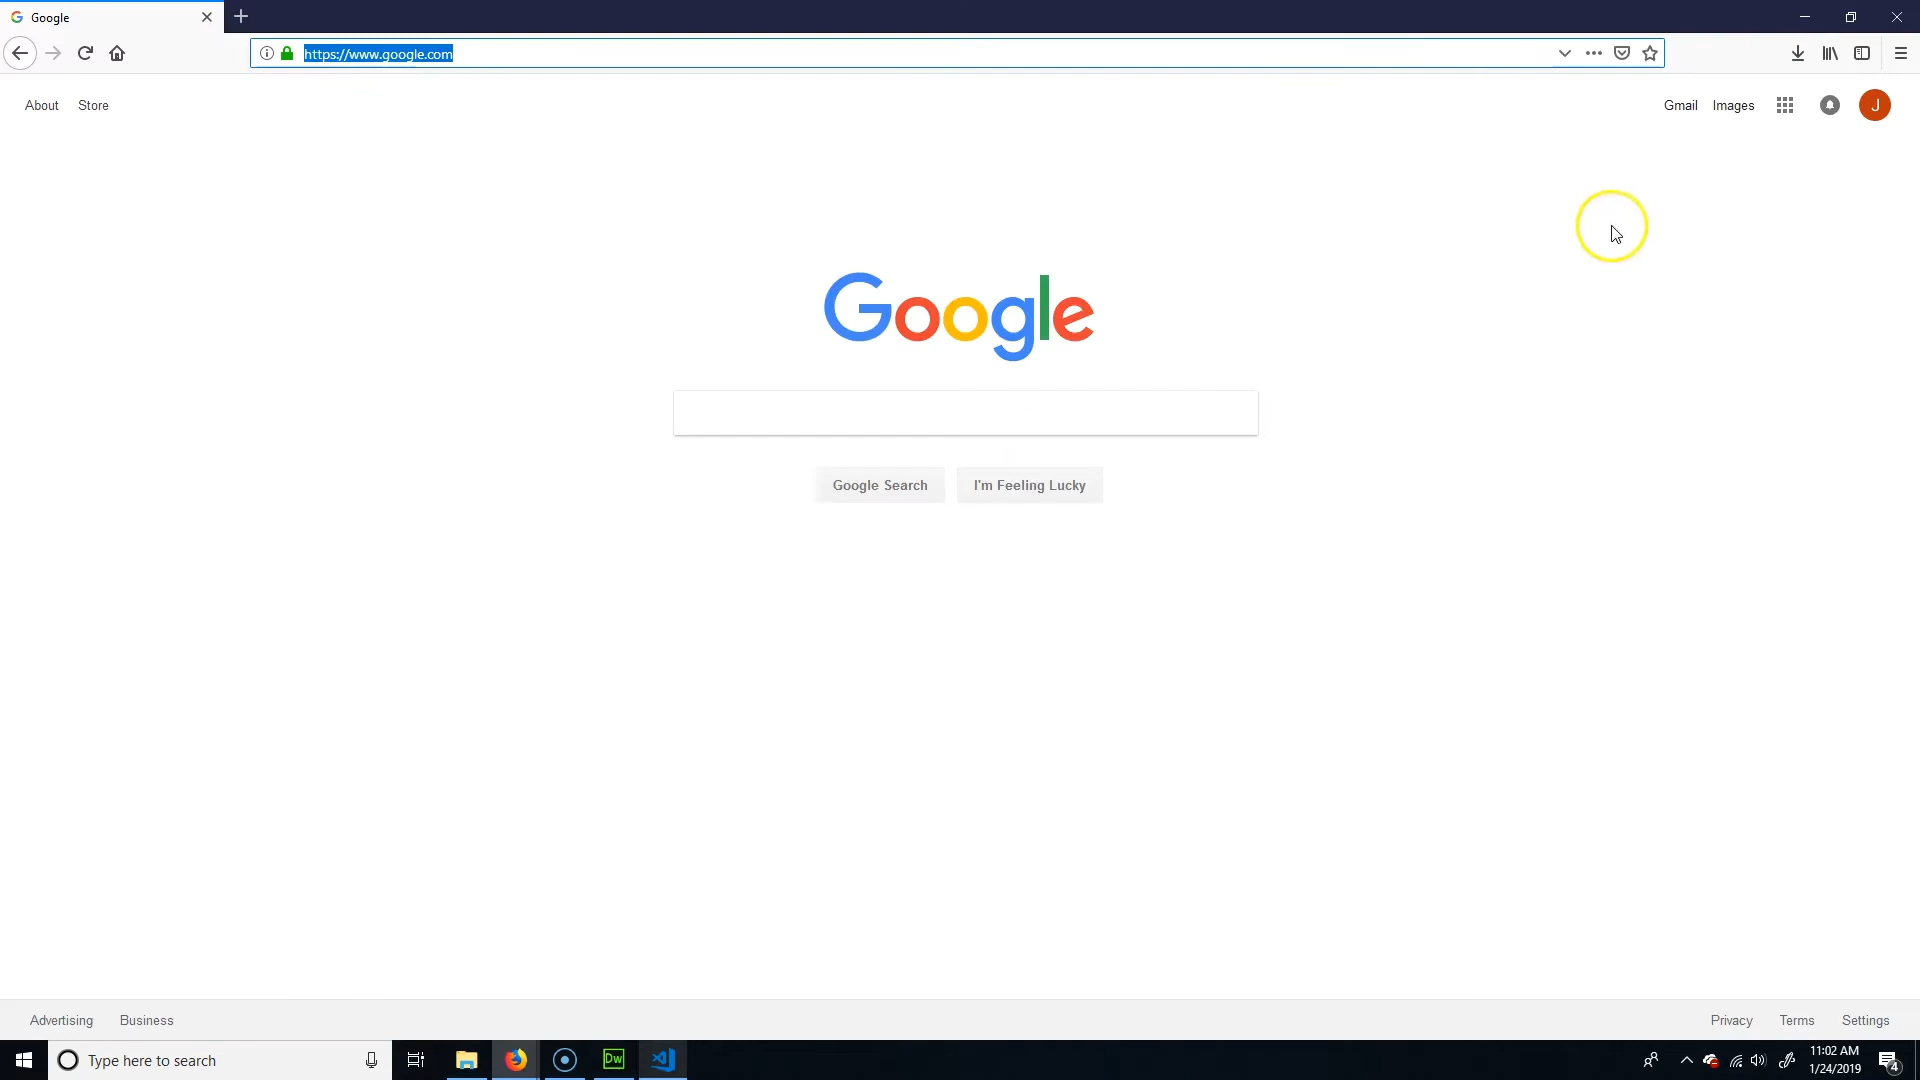 Google
https://www.google.com
About Store
Gmail Images
J
Google
Google Search I'm Feeling Lucky
Advertising Business
Privacy Terms Settings
Type here to search
Dw
11:02 AM
1/24/2019
4